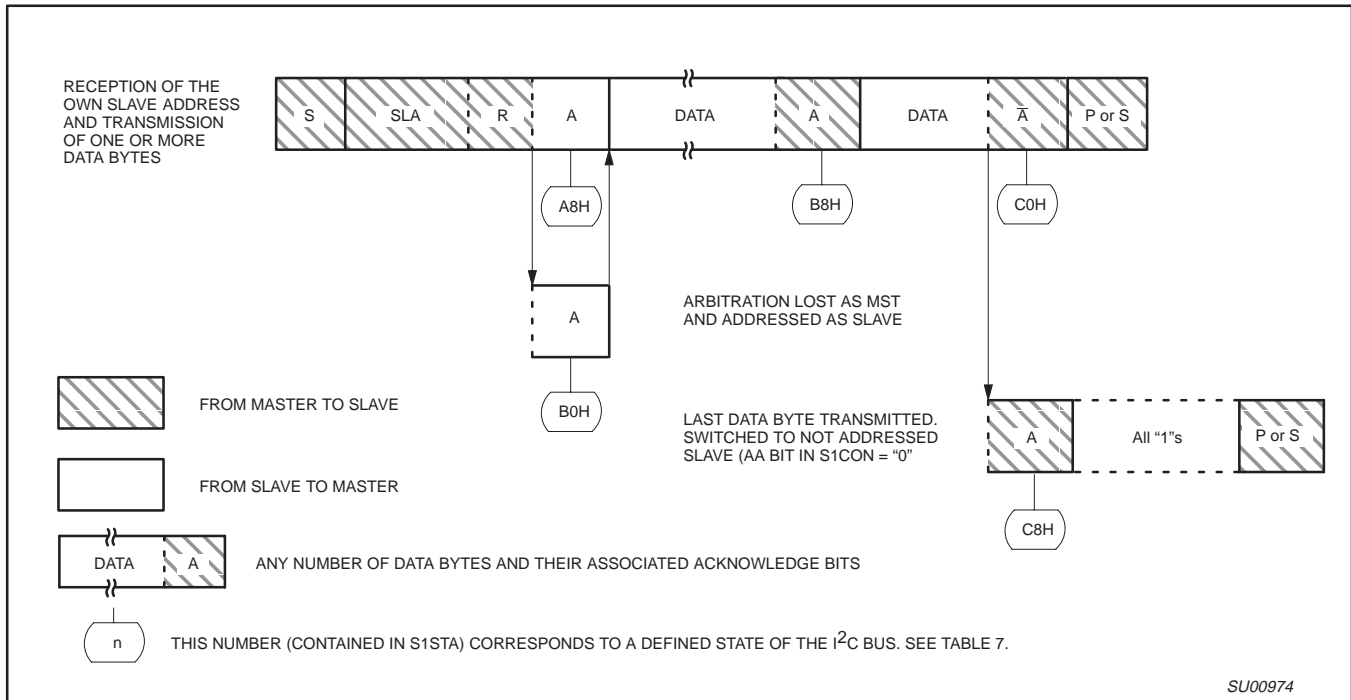 RECEPTION OF THE
OWN SLAVE ADDRESS
AND TRANSMISSION
OF ONE OR MORE
DATA BYTES
S
SLA
R
A
DATA
A
DATA
A̅
P or S
A8H
B8H
C0H
A
B0H
ARBITRATION LOST AS MST
AND ADDRESSED AS SLAVE
LAST DATA BYTE TRANSMITTED.
SWITCHED TO NOT ADDRESSED
SLAVE (AA BIT IN S1CON = “0”
A
All “1”s
P or S
C8H
FROM MASTER TO SLAVE
FROM SLAVE TO MASTER
DATA
A
ANY NUMBER OF DATA BYTES AND THEIR ASSOCIATED ACKNOWLEDGE BITS
n
THIS NUMBER (CONTAINED IN S1STA) CORRESPONDS TO A DEFINED STATE OF THE I²C BUS. SEE TABLE 7.
SU00974